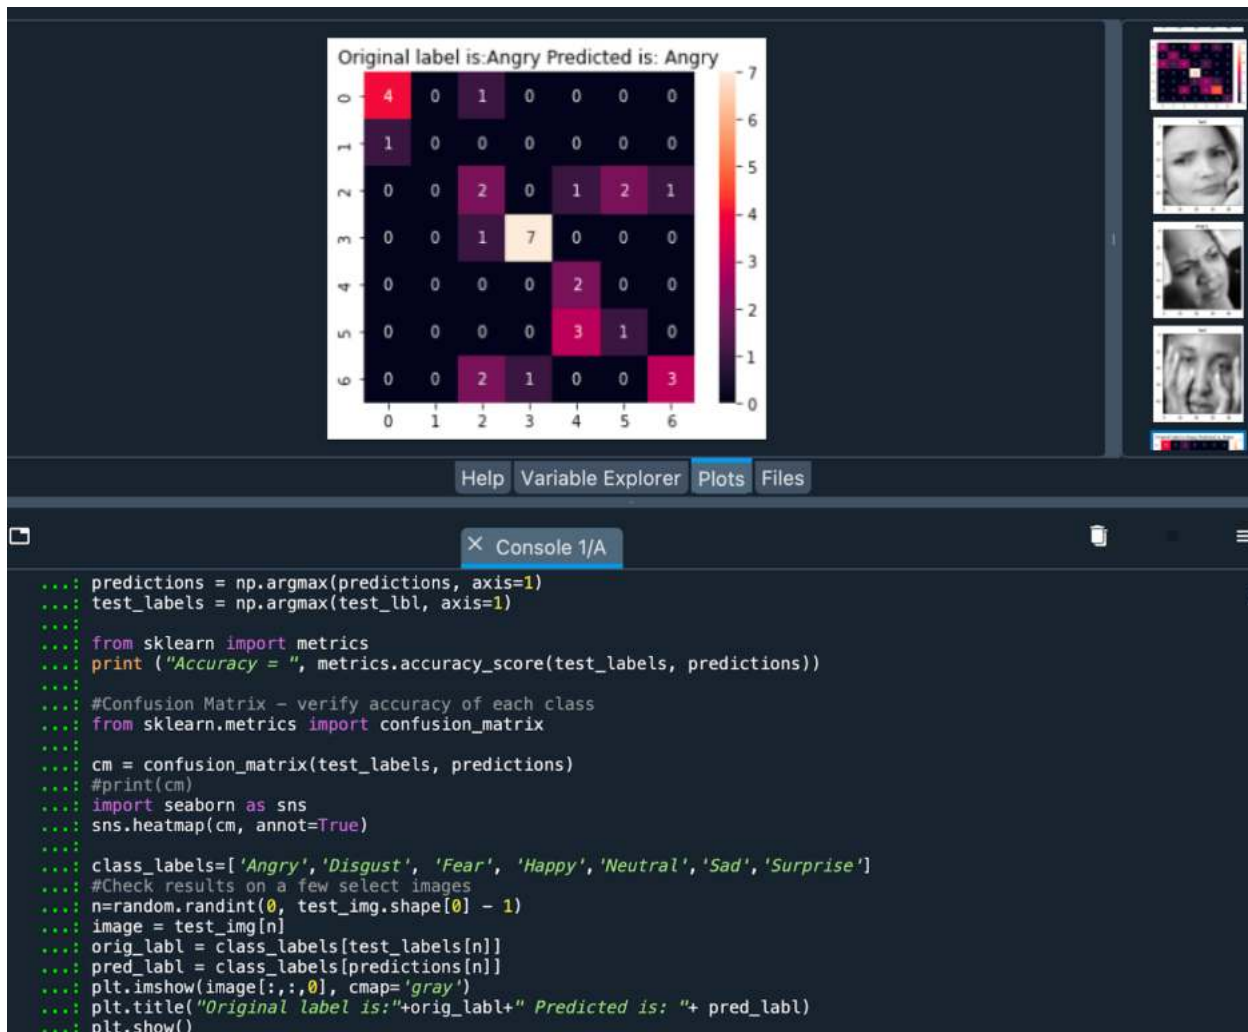 Original label is:Angry Predicted is: Angry
0 4 0 1 0 0 0 0
1 1 0 0 0 0 0 0
2 0 0 2 0 1 2 1
3 0 0 1 7 0 0 0
4 0 0 0 0 2 0 0
5 0 0 0 0 3 1 0
6 0 0 2 1 0 0 3
0 1 2 3 4 5 6
7
6
5
4
3
2
1
0
Help Variable Explorer Plots Files
Console 1/A
...: predictions = np.argmax(predictions, axis=1)
...: test_labels = np.argmax(test_lbl, axis=1)
...:
...: from sklearn import metrics
...: print ("Accuracy = ", metrics.accuracy_score(test_labels, predictions))
...:
...: #Confusion Matrix – verify accuracy of each class
...: from sklearn.metrics import confusion_matrix
...:
...: cm = confusion_matrix(test_labels, predictions)
...: #print(cm)
...: import seaborn as sns
...: sns.heatmap(cm, annot=True)
...:
...: class_labels=['Angry','Disgust', 'Fear', 'Happy','Neutral','Sad','Surprise']
...: #Check results on a few select images
...: n=random.randint(0, test_img.shape[0] - 1)
...: image = test_img[n]
...: orig_labl = class_labels[test_labels[n]]
...: pred_labl = class_labels[predictions[n]]
...: plt.imshow(image[:,:,0], cmap='gray')
...: plt.title("Original label is:"+orig_labl+" Predicted is: "+ pred_labl)
...: plt.show()